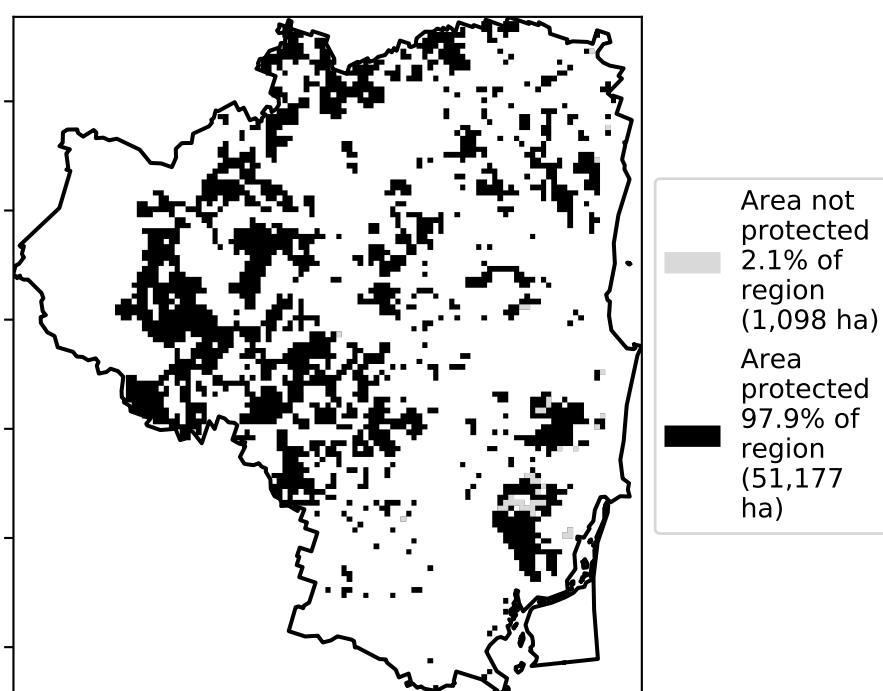 Area not
protected
2.1% of
region
(1,098 ha)
Area
protected
97.9% of
region
(51,177
ha)